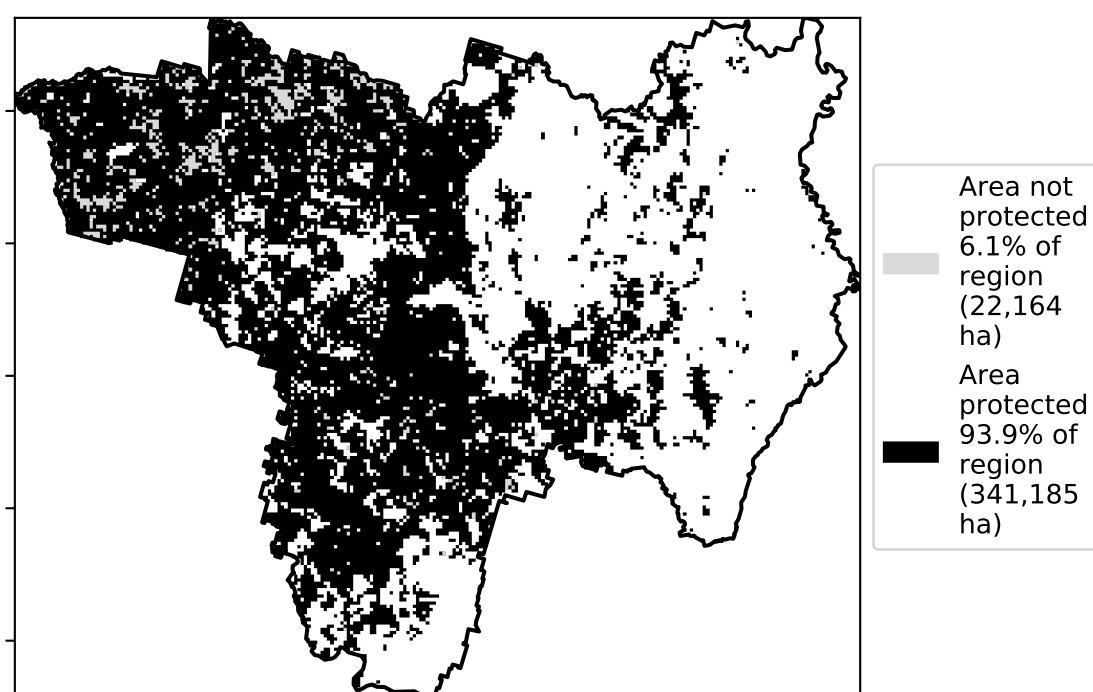 Area not
protected
6.1% of
region
(22,164
ha)
Area
protected
93.9% of
region
(341,185
ha)